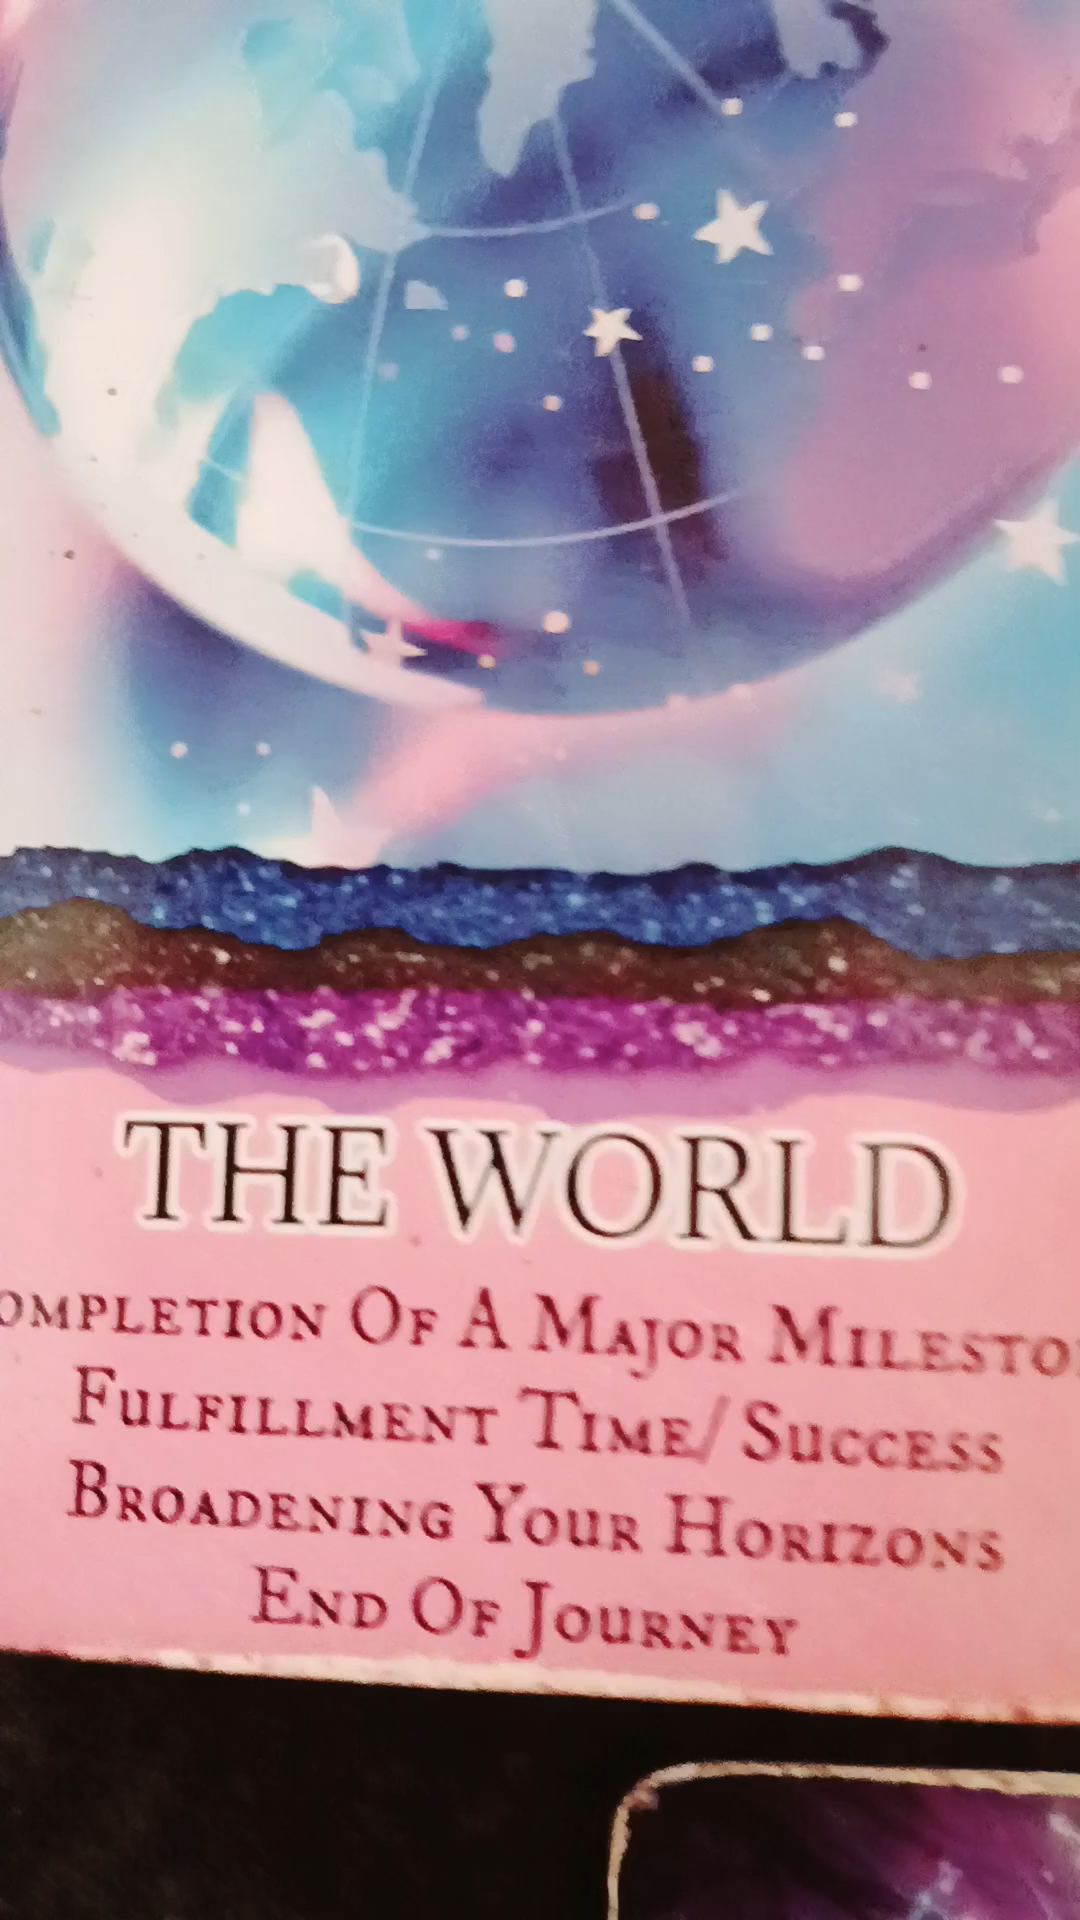 THE WORLD
OMPLETION OF A MAJOR MILESTO
FULFILLMENT TIME/ SUCCESS
BROADENING YOUR HORIZONS
END OF JOURNEY